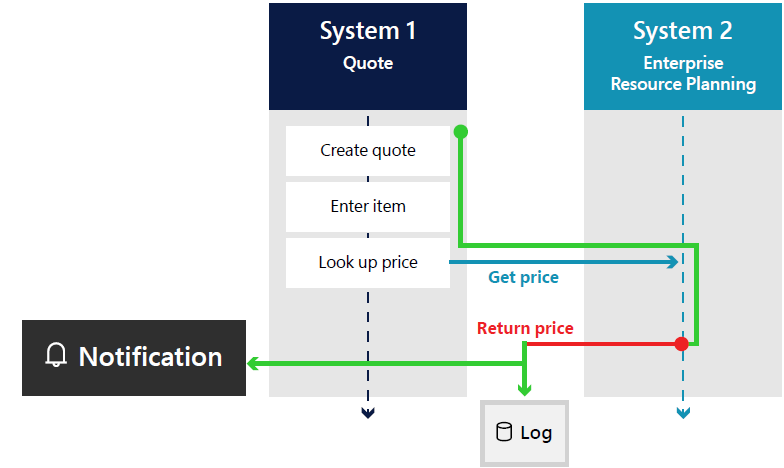 System 1
Quote
System 2
Enterprise
Resource Planning
Create quote
Enter item
Look up price
Get price
Return price
Notification
Log